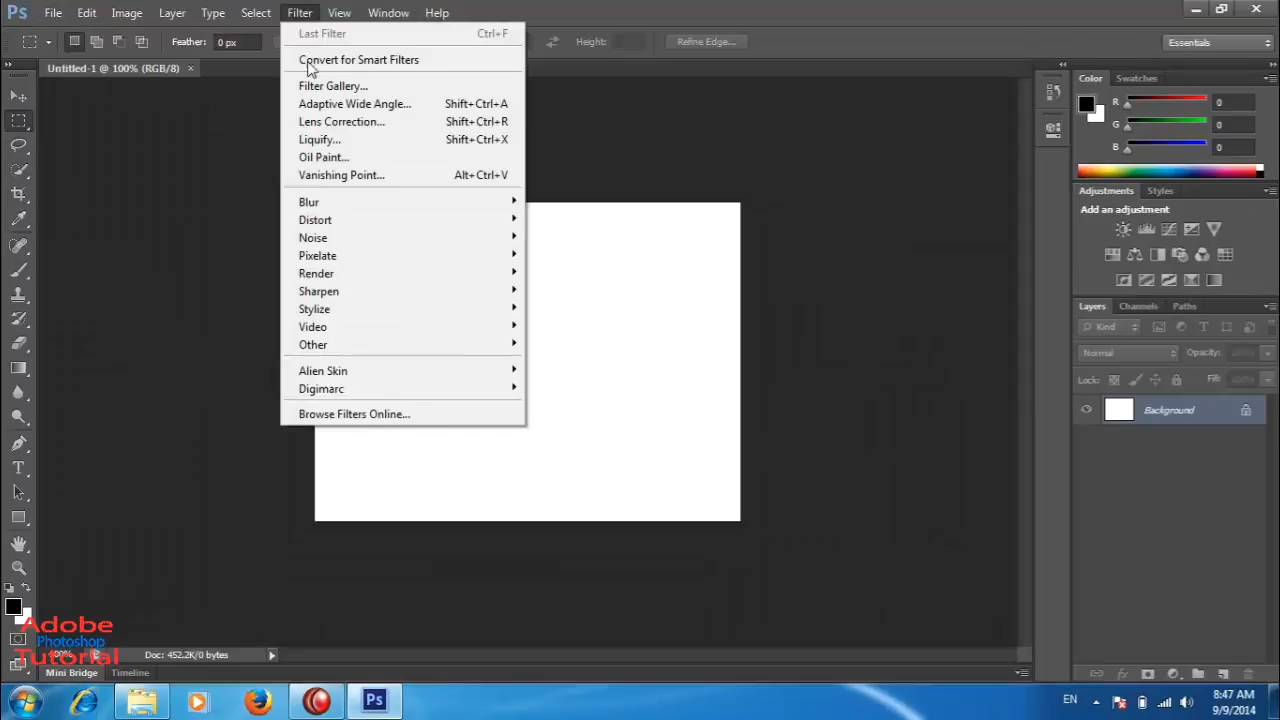 Ps File Edit Image Layer Type Select Filter View Window Help
Feather: 0 px Height: Refine Edge... Essentials
Untitled-1 @ 100% (RGB/8) ×
Last Filter Ctrl+F
Convert for Smart Filters
Filter Gallery...
Adaptive Wide Angle... Shift+Ctrl+A
Lens Correction... Shift+Ctrl+R
Liquify... Shift+Ctrl+X
Oil Paint...
Vanishing Point... Alt+Ctrl+V
Blur
Distort
Noise
Pixelate
Render
Sharpen
Stylize
Video
Other
Alien Skin
Digimarc
Browse Filters Online...
Color Swatches
R 0
G 0
B 0
Adjustments Styles
Add an adjustment
Layers Channels Paths
Kind
Normal Opacity:
Lock: Fill:
Background
Adobe
Photoshop
Tutorial
Doc: 452.2K/0 bytes
Mini Bridge Timeline
Ps
EN
8:47 AM
9/9/2014